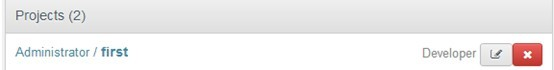 Projects (2)
Administrator / first Developer